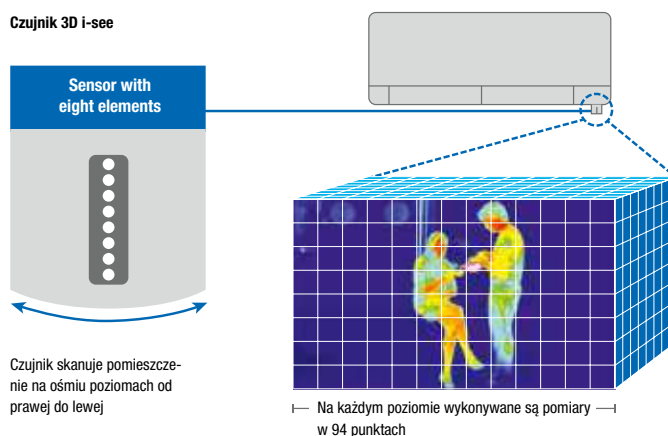 Czujnik 3D i-see
Sensor with
eight elements
Czujnik skanuje pomieszcze-
nie na ośmiu poziomach od
prawej do lewej
Na każdym poziomie wykonywane są pomiary
w 94 punktach